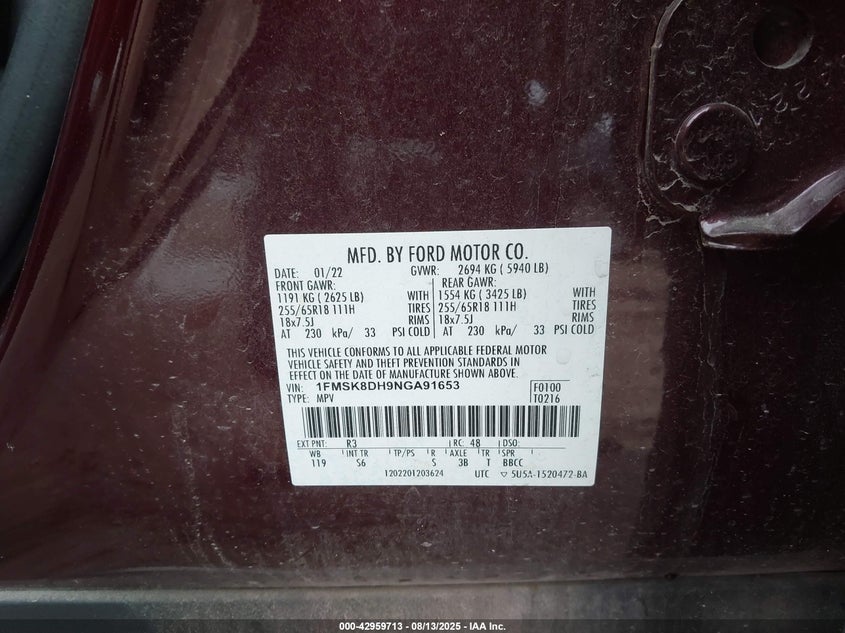 MFD. BY FORD MOTOR CO.
DATE: 01/22 GVWR: 2694 KG ( 5940 LB)
FRONT GAWR: REAR GAWR:
1191 KG ( 2625 LB) WITH 1554 KG ( 3425 LB) WITH
255/65R18 111H TIRES 255/65R18 111H TIRES
18x7.5J RIMS 18x7.5J RIMS
AT 230 kPa/ 33 PSI COLD AT 230 kPa/ 33 PSI COLD
THIS VEHICLE CONFORMS TO ALL APPLICABLE FEDERAL MOTOR
VEHICLE SAFETY AND THEFT PREVENTION STANDARDS IN
EFFECT ON THE DATE OF MANUFACTURE SHOWN ABOVE.
VIN: 1FMSK8DH9NGA91653 F0100
TYPE: MPV T0216
EXT PNT: R3 RC: 48 DSO:
WB INT TR TP/PS R AXLE TR SPR
119 S6 S 3B T BBCC
1202201203624 UTC ▽ 5U5A-1520472-BA
000-42959713 - 08/13/2025 - IAA Inc.